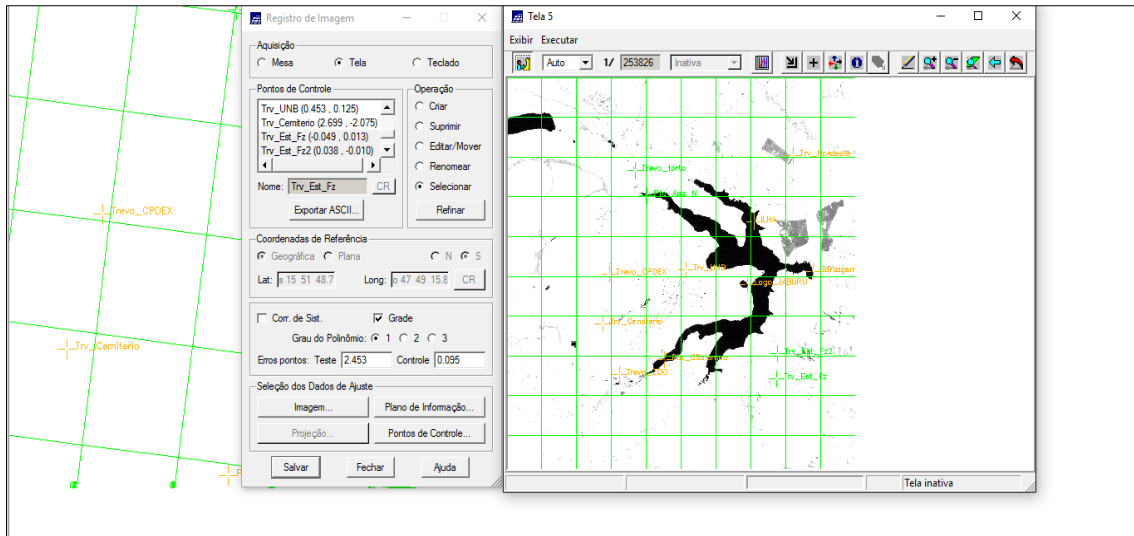 Registro de Imagem
Aquisição
Mesa
Tela
Teclado
Pontos de Controle
Trv_UNB (0.453 , 0.125)
Trv_Cemiterio (2.699 , -2.075)
Trv_Est_Fz (-0.049 , 0.013)
Trv_Est_Fz2 (0.038 , -0.010)
Nome: Trv_Est_Fz CR
Exportar ASCII...
Operação
Criar
Suprimir
Editar/Mover
Renomear
Selecionar
Refinar
Coordenadas de Referência
Geográfica Plana N S
Lat: s 15 51 48.7 Long: o 47 49 15.8 CR
Corr. de Sist. Grade
Grau do Polinômio: 1 2 3
Erros pontos: Teste 2.453 Controle 0.095
Seleção dos Dados de Ajuste
Imagem... Plano de Informação...
Projeção... Pontos de Controle...
Salvar Fechar Ajuda
Trevo_CPDEX
Trv_Cemiterio
Tela 5
Exibir Executar
Auto 1/ 253826 Inativa
Trv_Nordeste
Trevo_torto
ILHA
Trevo_CPDEX
Lago_TABURU
Trv_Cemiterio
Trv_Est_Fz2
Trv_Est_Fz
Tela inativa